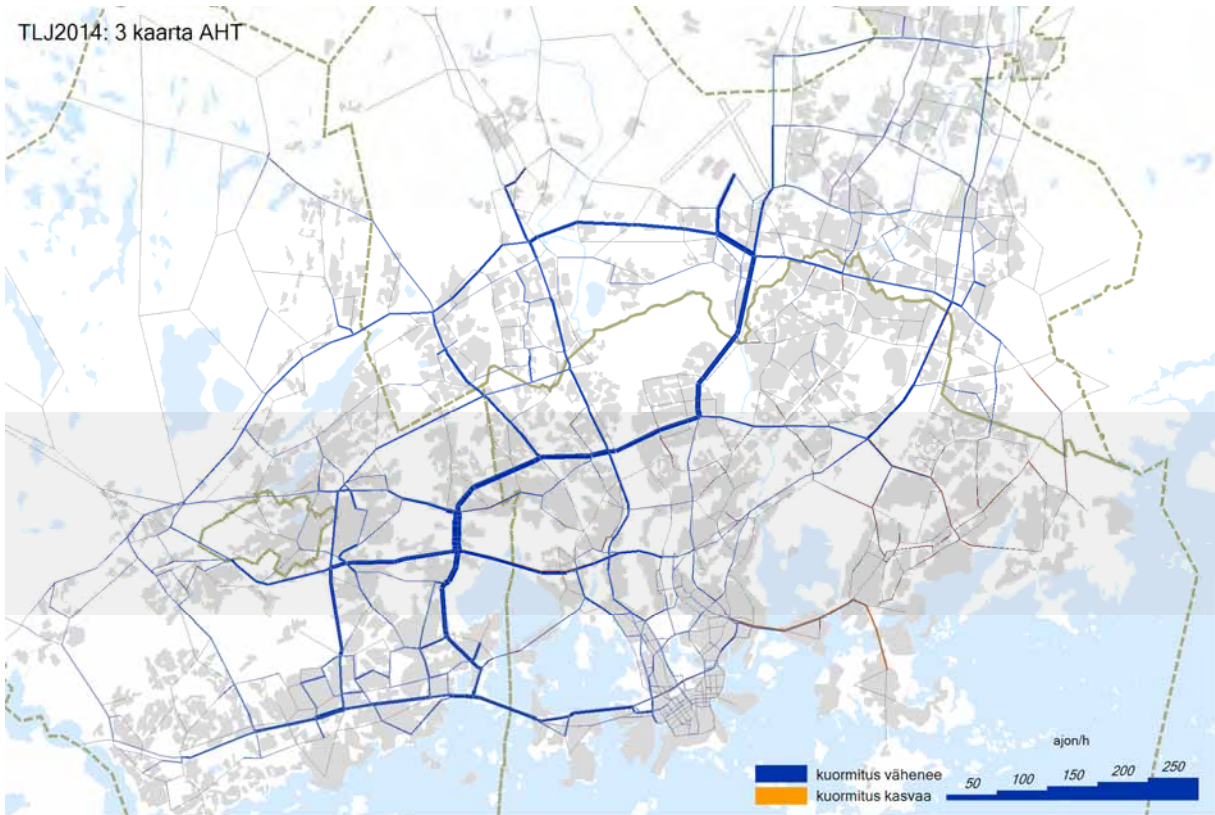 TLJ2014: 3 kaarta AHT
ajon/h
kuormitus vähenee
kuormitus kasvaa
50 100 150 200 250